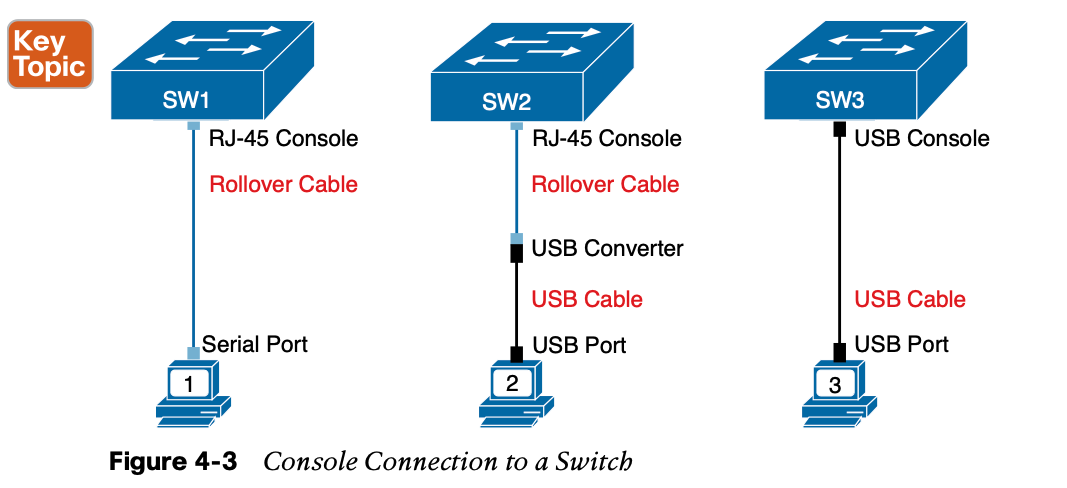 Key
Topic
SW1
SW2
SW3
RJ-45 Console
RJ-45 Console
USB Console
Rollover Cable
Rollover Cable
USB Converter
USB Cable
USB Cable
Serial Port
USB Port
USB Port
1
2
3
Figure 4-3 Console Connection to a Switch